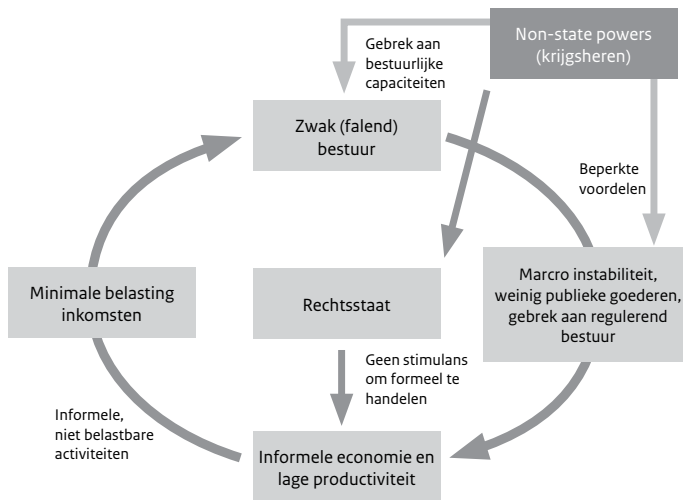 Non-state powers
(krijgsheren)
Gebrek aan
bestuurlijke
capaciteiten
Zwak (falend)
bestuur
Beperkte
voordelen
Minimale belasting
inkomsten
Rechtsstaat
Marcro instabiliteit,
weinig publieke goederen,
gebrek aan regulerend
bestuur
Geen stimulans
om formeel te
handelen
Informele,
niet belastbare
activiteiten
Informele economie en
lage productiviteit